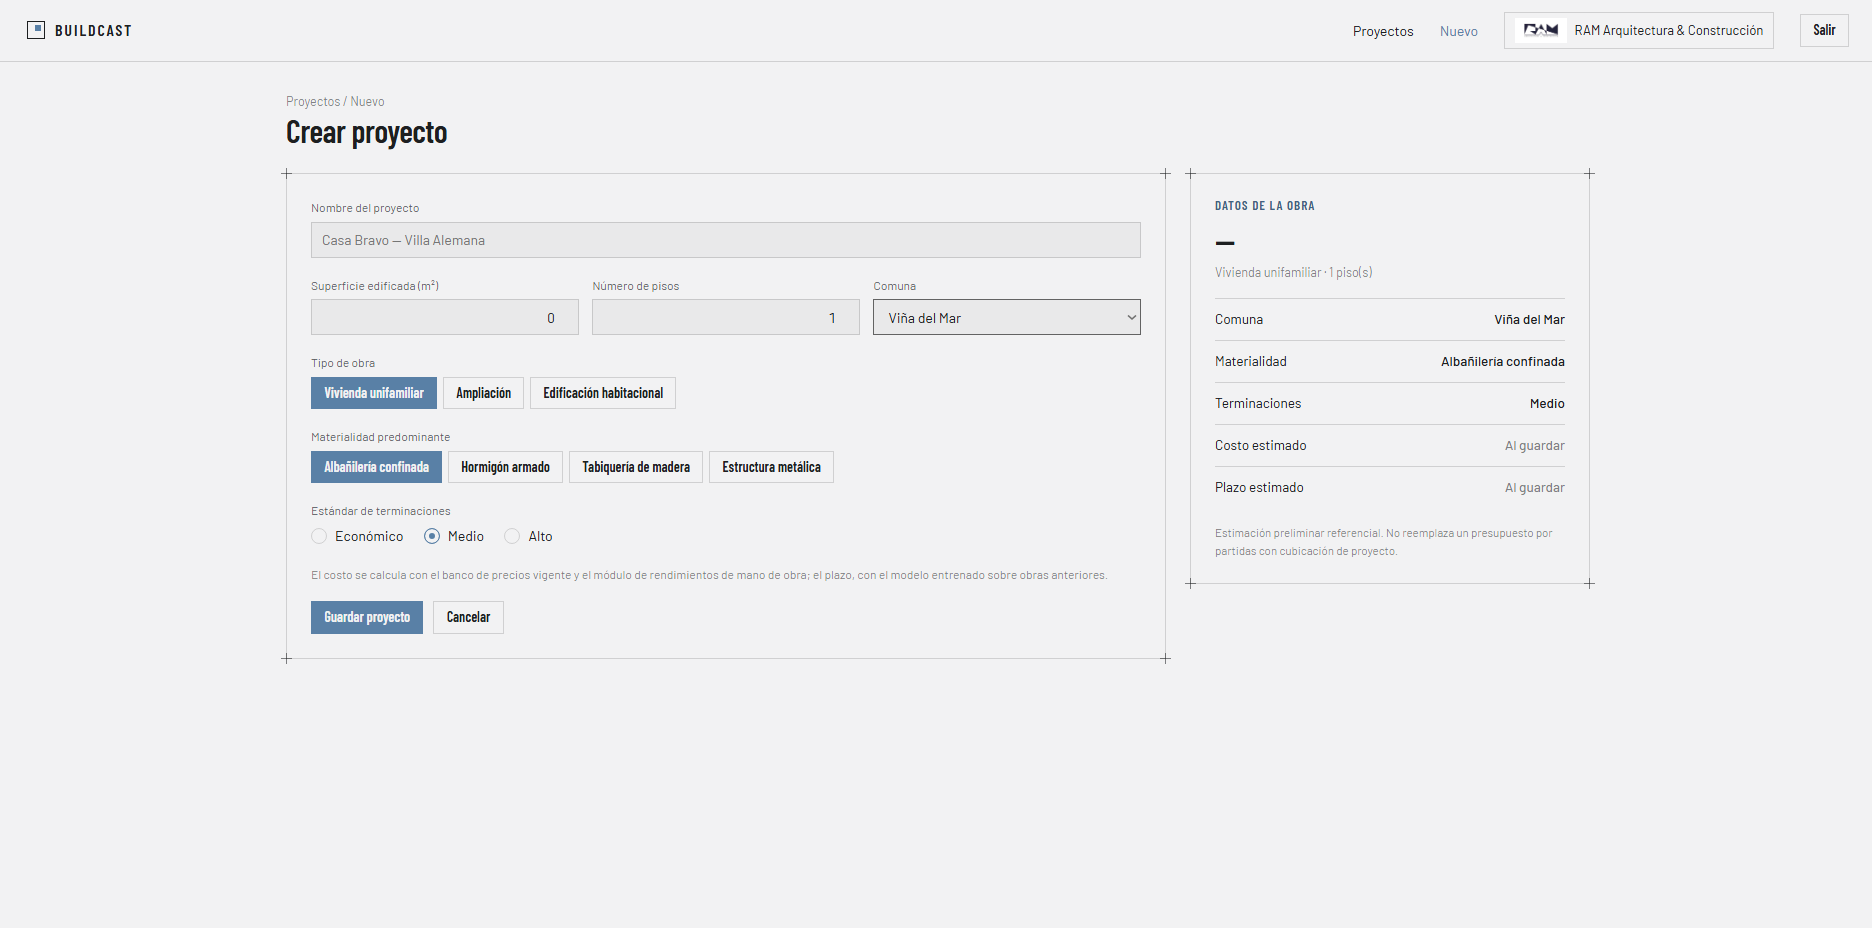 BUILDCAST
Proyectos
Nuevo
RAM
RAM Arquitectura & Construcción
Salir
Proyectos / Nuevo
Crear proyecto
Nombre del proyecto
Casa Bravo — Villa Alemana
Superficie edificada (m²)
Número de pisos
Comuna
0
1
Viña del Mar
Tipo de obra
Vivienda unifamiliar
Ampliación
Edificación habitacional
Materialidad predominante
Albañilería confinada
Hormigón armado
Tabiquería de madera
Estructura metálica
Estándar de terminaciones
Económico
Medio
Alto
El costo se calcula con el banco de precios vigente y el módulo de rendimientos de mano de obra; el plazo, con el modelo entrenado sobre obras anteriores.
Guardar proyecto
Cancelar
DATOS DE LA OBRA
—
Vivienda unifamiliar · 1 piso(s)
Comuna Viña del Mar
Materialidad Albañilería confinada
Terminaciones Medio
Costo estimado Al guardar
Plazo estimado Al guardar
Estimación preliminar referencial. No reemplaza un presupuesto por
partidas con cubicación de proyecto.